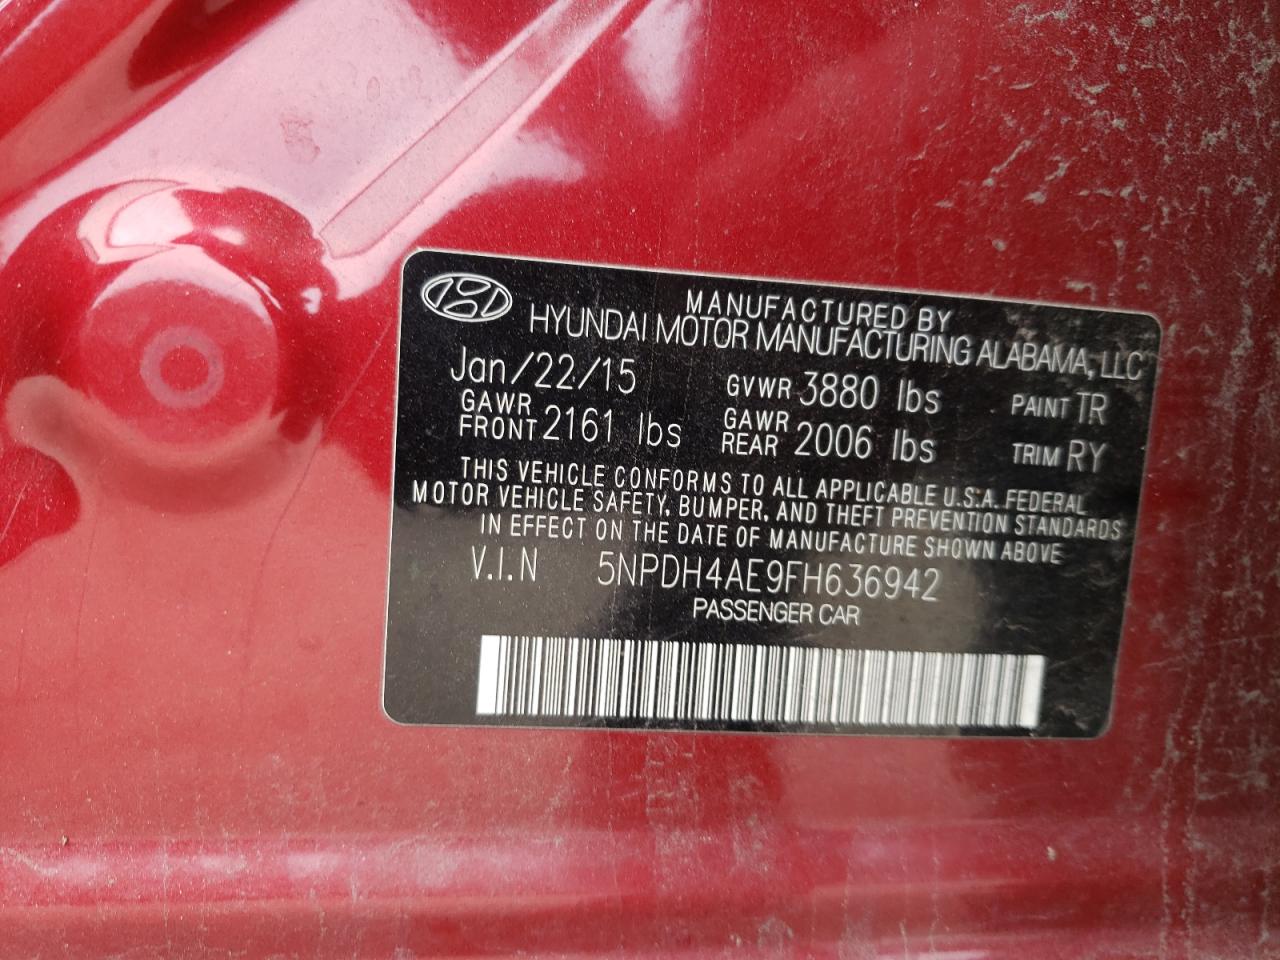 MANUFACTURED BY
HYUNDAI MOTOR MANUFACTURING ALABAMA, LLC
Jan/22/15 GVWR 3880 lbs PAINT TR
GAWR FRONT 2161 lbs GAWR REAR 2006 lbs TRIM RY
THIS VEHICLE CONFORMS TO ALL APPLICABLE U.S.A. FEDERAL
MOTOR VEHICLE SAFETY, BUMPER, AND THEFT PREVENTION STANDARDS
IN EFFECT ON THE DATE OF MANUFACTURE SHOWN ABOVE
V.I.N 5NPDH4AE9FH636942
PASSENGER CAR